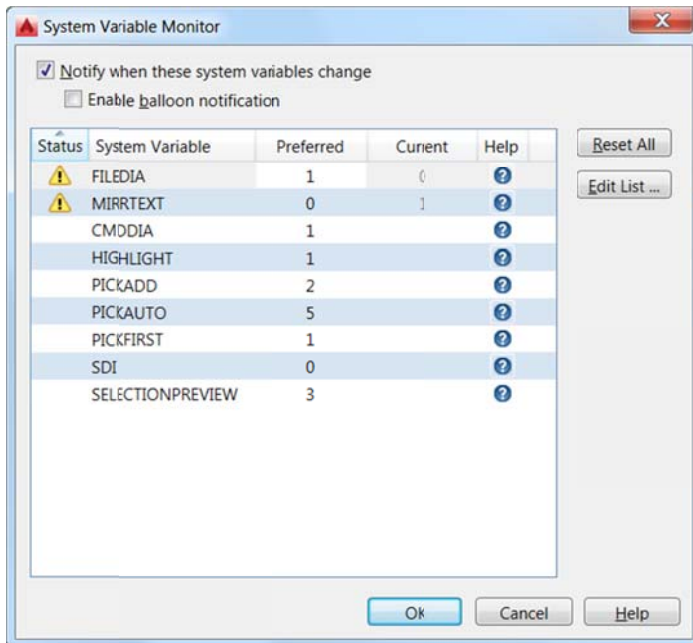 System Variable Monitor
Notify when these system variables change
Enable balloon notification
Status System Variable Preferred Current Help
FILEDIA 1 0
MIRRTEXT 0 1
CMDDIA 1
HIGHLIGHT 1
PICKADD 2
PICKAUTO 5
PICKFIRST 1
SDI 0
SELECTIONPREVIEW 3
Reset All
Edit List ...
OK Cancel Help